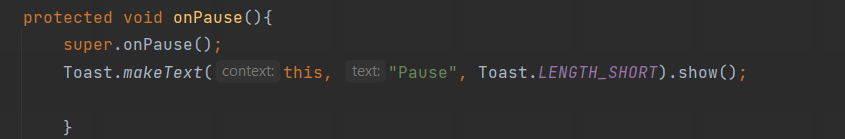 protected void onPause(){
super.onPause();
Toast.makeText( context: this, text: "Pause", Toast.LENGTH_SHORT).show();
}